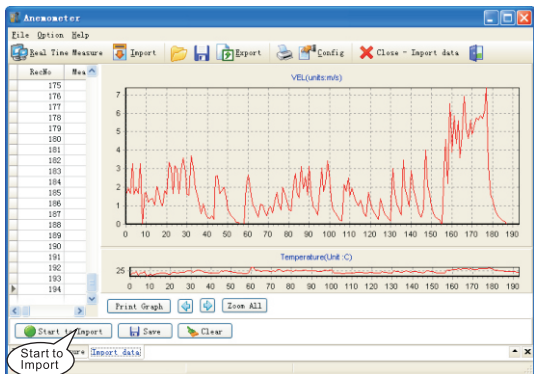 Anemometer
File Option Help
Real Time Measure Import Export Config Close - Import data
RecNo Mea
175
176
177
178
179
180
181
182
183
184
185
186
187
188
189
190
191
192
193
194
VEL(units:m/s)
7
6
5
4
3
2
1
0
0 10 20 30 40 50 60 70 80 90 100 110 120 130 140 150 160 170 180 190
Temperature(Unit :C)
25
0 10 20 30 40 50 60 70 80 90 100 110 120 130 140 150 160 170 180 190
Print Graph Zoom All
Start to Import Save Clear
Start to
Import
ure Import data